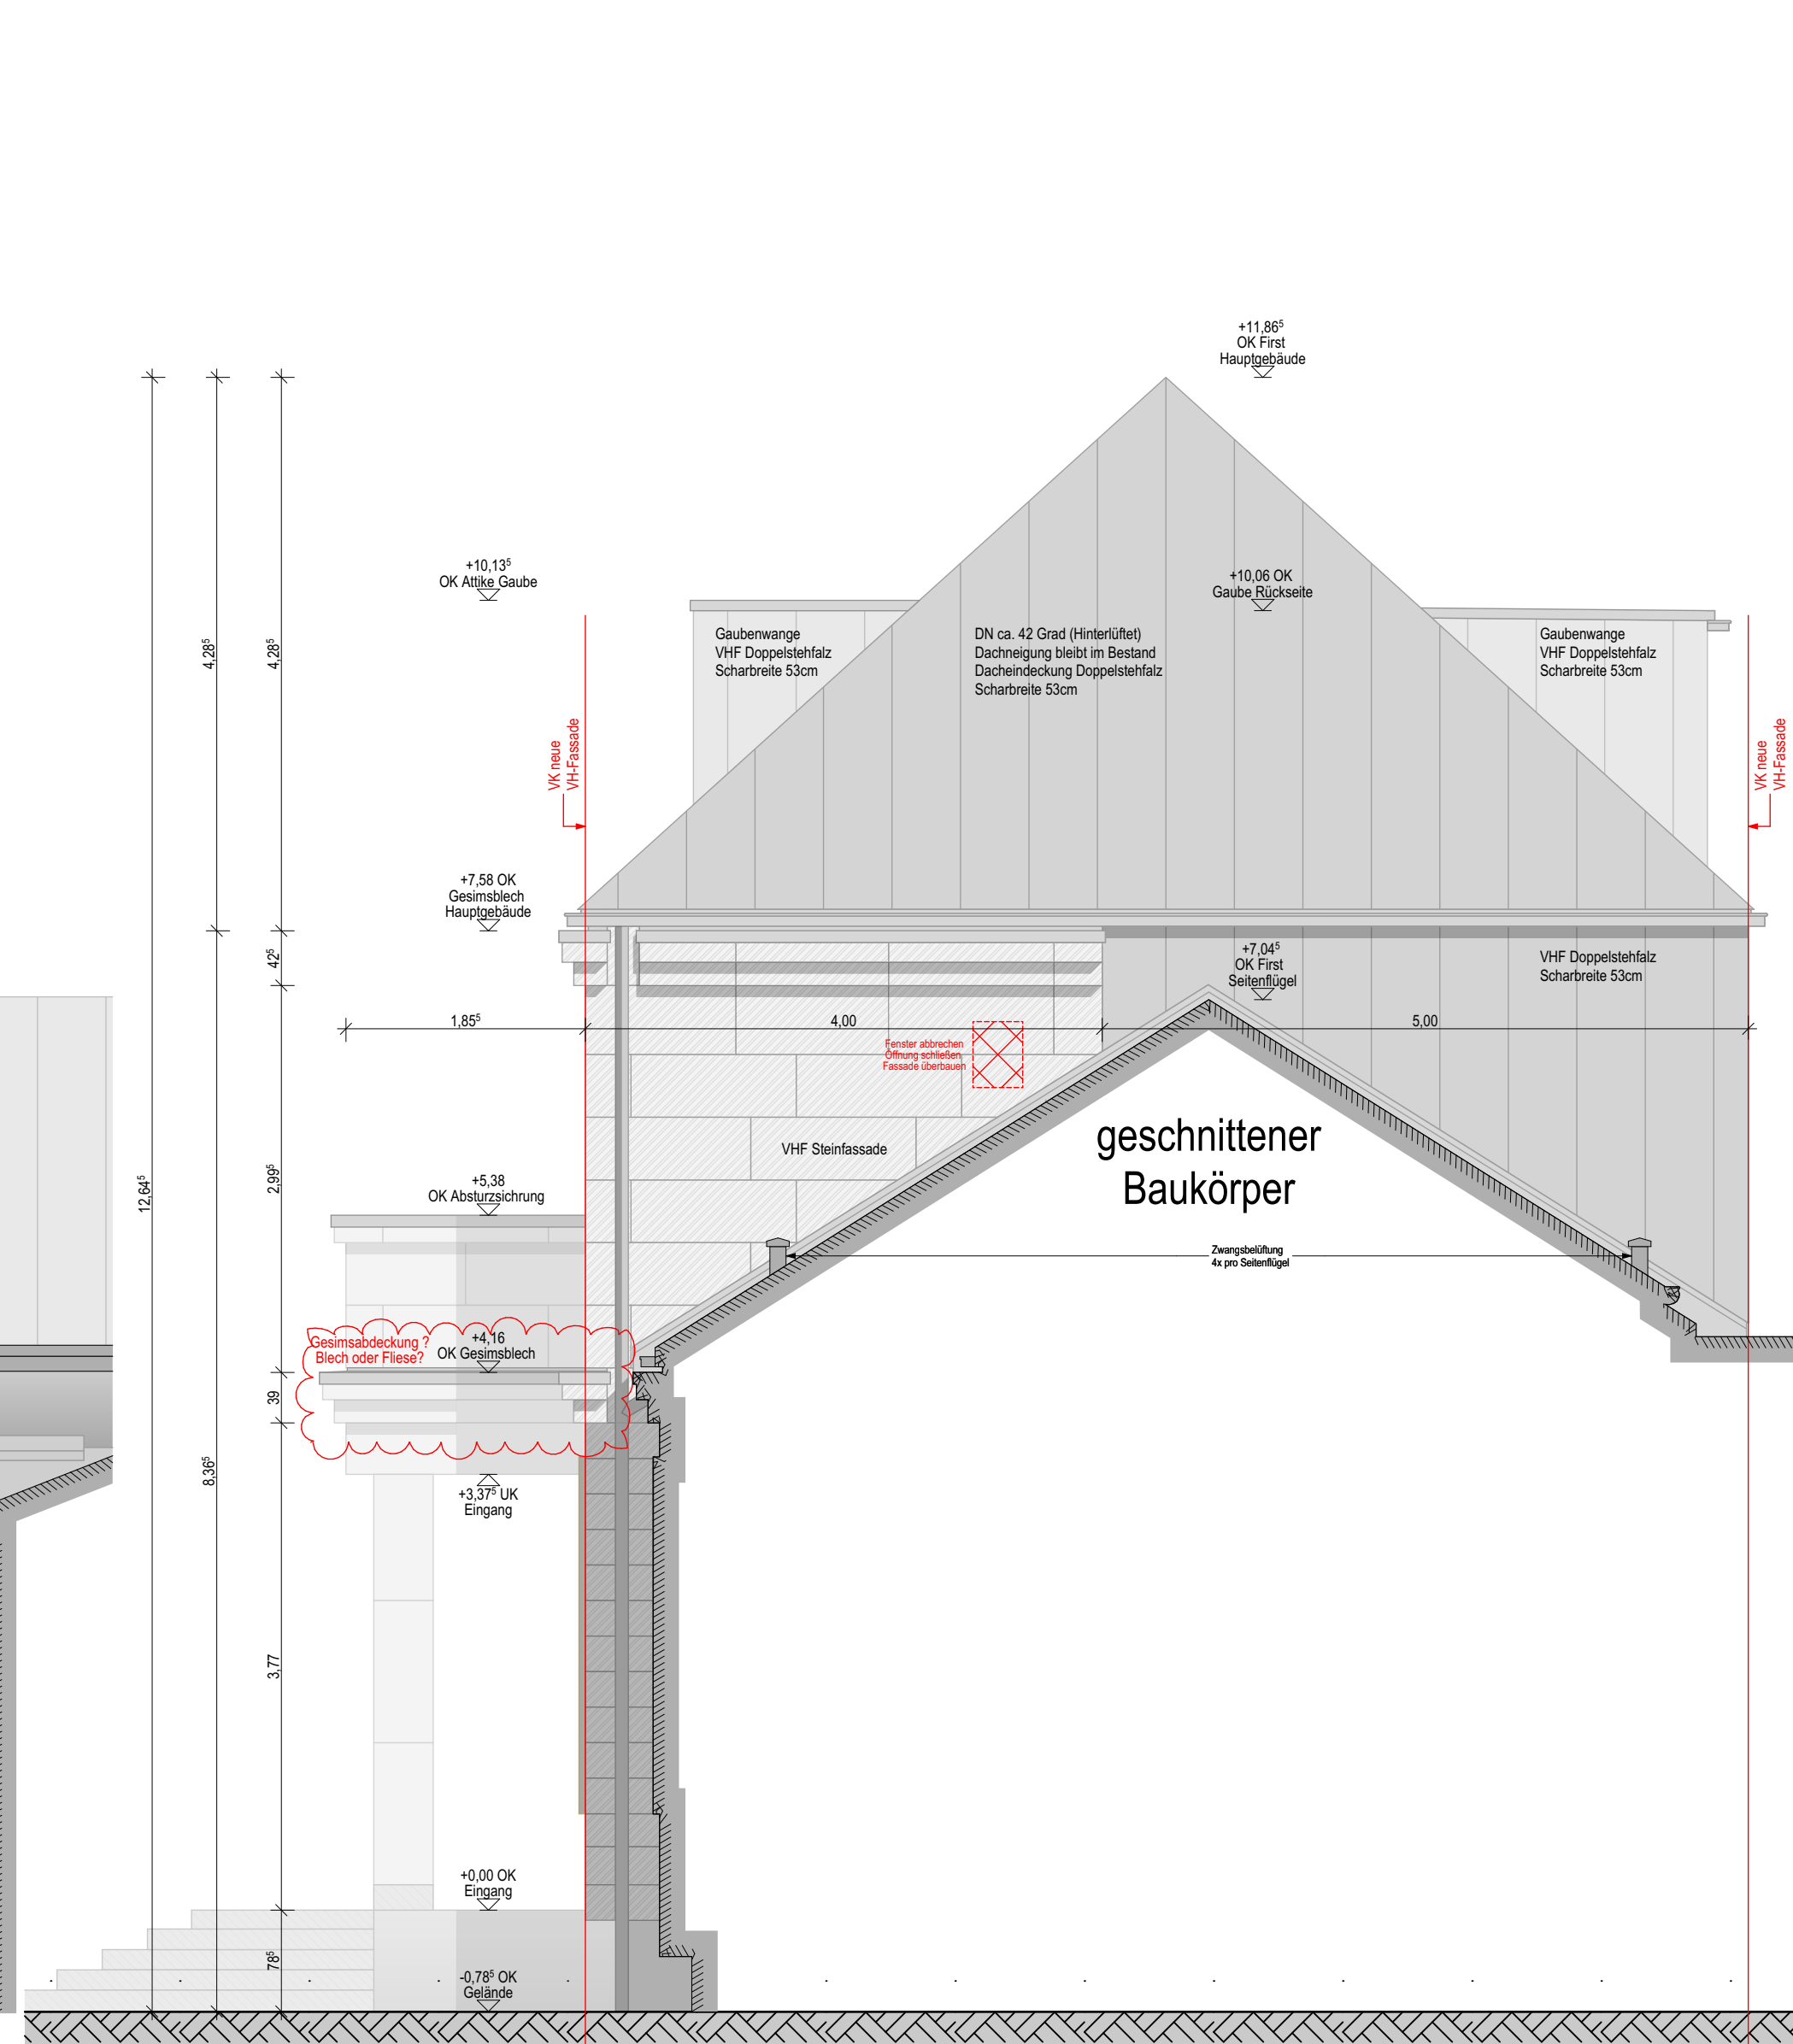 +11,86⁵
OK First
Hauptgebäude
+10,13⁵
OK Attike Gaube
+10,06 OK
Gaube Rückseite
Gaubenwange
VHF Doppelstehfalz
Scharbreite 53cm
DN ca. 42 Grad (Hinterlüftet)
Dachneigung bleibt im Bestand
Dacheindeckung Doppelstehfalz
Scharbreite 53cm
Gaubenwange
VHF Doppelstehfalz
Scharbreite 53cm
4,28⁵
4,28⁵
VK neue
VH-Fassade
VK neue
VH-Fassade
+7,58 OK
Gesimsblech
Hauptgebäude
42⁵
+7,04⁵
OK First
Seitenflügel
VHF Doppelstehfalz
Scharbreite 53cm
1,85⁵
4,00
5,00
Fenster abbrechen
Öffnung schließen
Fassade überbauen
geschnittener
Baukörper
VHF Steinfassade
12,64⁵
2,99⁵
+5,38
OK Absturzsichrung
Zwangsbelüftung
4x pro Seitenflügel
Gesimsabdeckung ?
Blech oder Fliese?
+4,16
OK Gesimsblech
39
8,36⁵
+3,37⁵ UK
Eingang
3,77
+0,00 OK
Eingang
78⁵
-0,78⁵ OK
Gelände